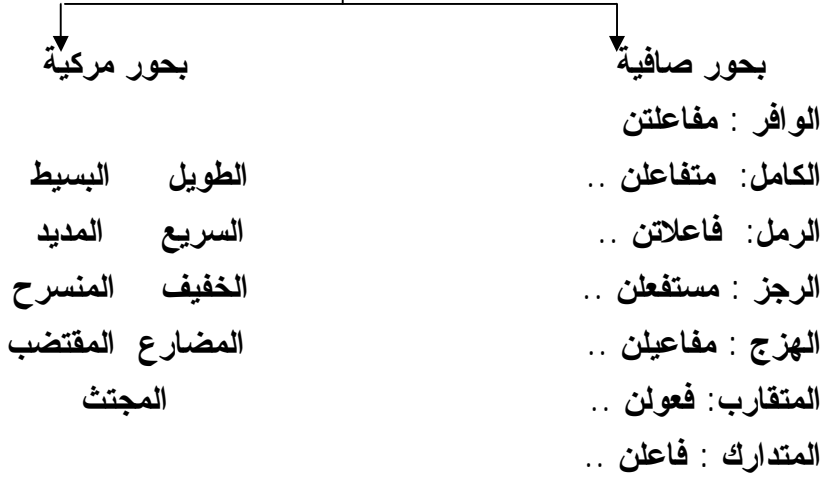 بحور صافية    بحور مركية
الوافر : مفاعلتن
الكامل: متفاعلن ..    الطويل    البسيط
الرمل: فاعلاتن ..    السريع    المديد
الرجز : مستفعلن ..    الخفيف    المنسرح
الهزج : مفاعيلن ..    المضارع المقتضب
المتقارب: فعولن ..    المجتث
المتدارك : فاعلن ..